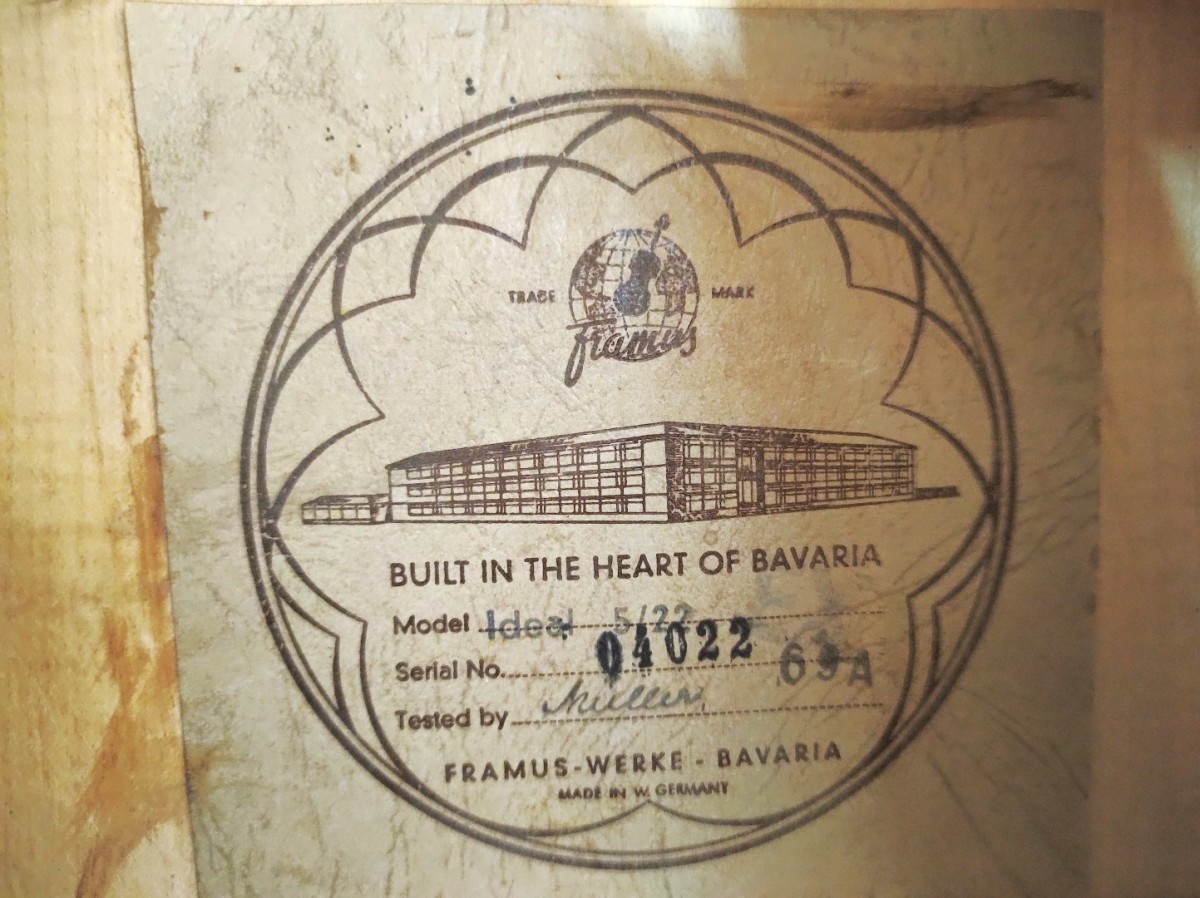 TRADE MARK
Framus
BUILT IN THE HEART OF BAVARIA
Model Ideal 5/22
Serial No. 04022 69A
Tested by Müller
FRAMUS-WERKE - BAVARIA
MADE IN W. GERMANY